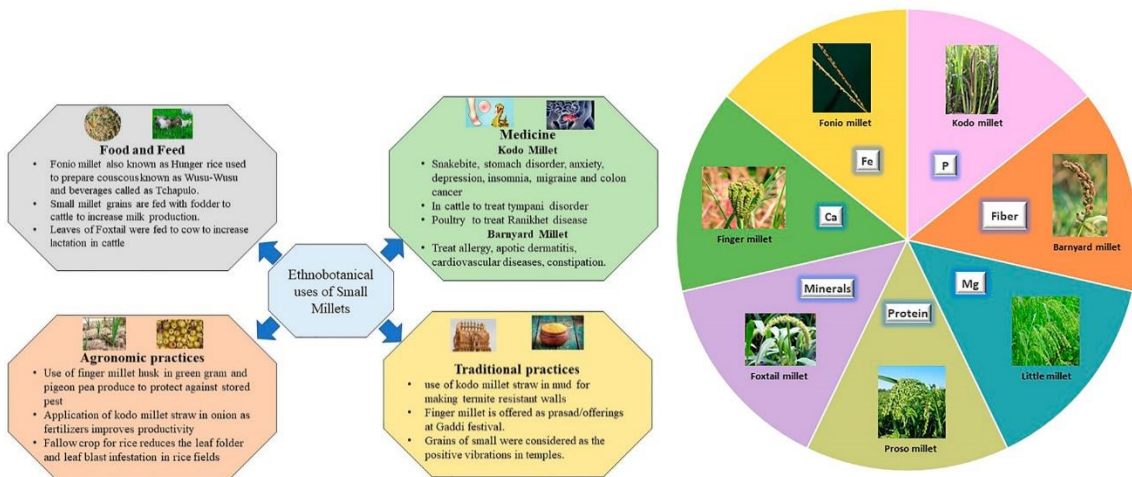 Food and Feed
• Fonio millet also known as Hunger rice used
to prepare couscousknown as Wusu-Wusu
and beverages called as Tchapulo.
• Small millet grains are fed with fodder to
cattle to increase milk production.
• Leaves of Foxtail were fed to cow to increase
lactation in cattle
Medicine
Kodo Millet
• Snakebite, stomach disorder, anxiety,
depression, insomnia, migraine and colon
cancer
• In cattle to treat tympani disorder
• Poultry to treat Ranikhet disease
Barnyard Millet
• Treat allergy, apotic dermatitis,
cardiovascular diseases, constipation.
Ethnobotanical
uses of Small
Millets
Agronomic practices
• Use of finger millet husk in green gram and
pigeon pea produce to protect against stored
pest
• Application of kodo millet straw in onion as
fertilizers improves productivity
• Fallow crop for rice reduces the leaf folder
and leaf blast infestation in rice fields
Traditional practices
• use of kodo millet straw in mud for
making termite resistant walls
• Finger millet is offered as prasad/offerings
at Gaddi festival.
• Grains of small were considered as the
positive vibrations in temples.
Fonio millet
Fe
Kodo millet
P
Finger millet
Ca
Fiber
Barnyard millet
Minerals
Foxtail millet
Mg
Little millet
Protein
Proso millet